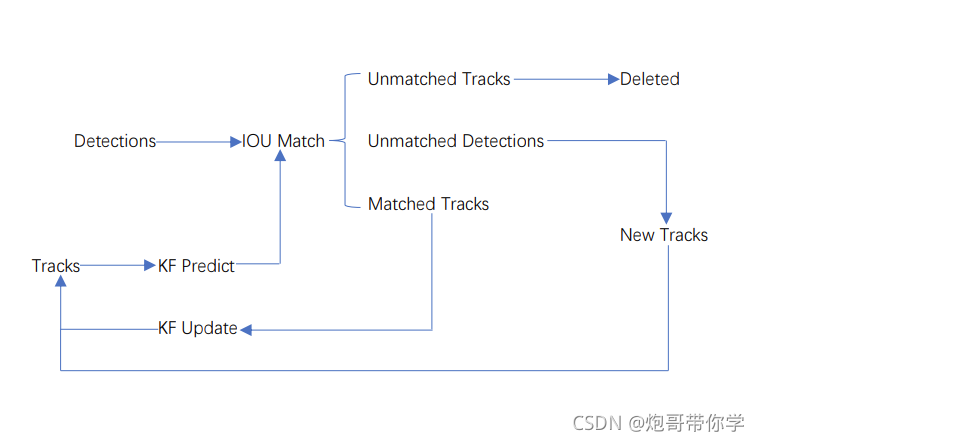 Unmatched Tracks
Deleted
Detections
IOU Match
Unmatched Detections
Matched Tracks
New Tracks
Tracks
KF Predict
KF Update
CSDN @炮哥带你学